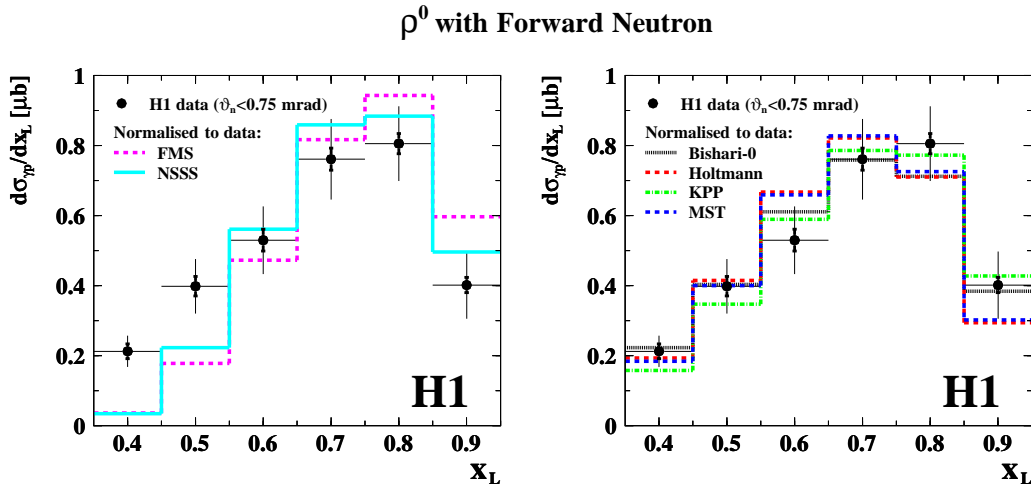 ρ⁰ with Forward Neutron
dσγp/dxL [μb]
1
0.8
0.6
0.4
0.2
0
H1 data (ϑn<0.75 mrad)
Normalised to data:
FMS
NSSS
H1
0.4 0.5 0.6 0.7 0.8 0.9
xL
dσγp/dxL [μb]
1
0.8
0.6
0.4
0.2
0
H1 data (ϑn<0.75 mrad)
Normalised to data:
Bishari-0
Holtmann
KPP
MST
H1
0.4 0.5 0.6 0.7 0.8 0.9
xL